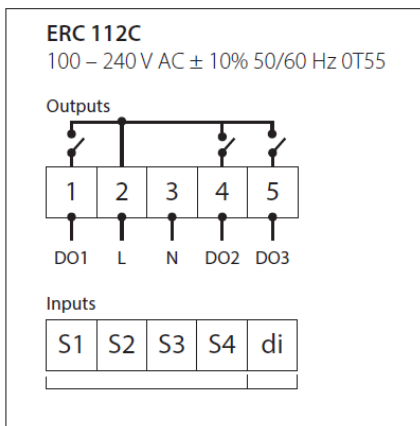 ERC 112C
100 – 240 V AC ± 10% 50/60 Hz 0T55
Outputs
1 2 3 4 5
DO1 L N DO2 DO3
Inputs
S1 S2 S3 S4 di